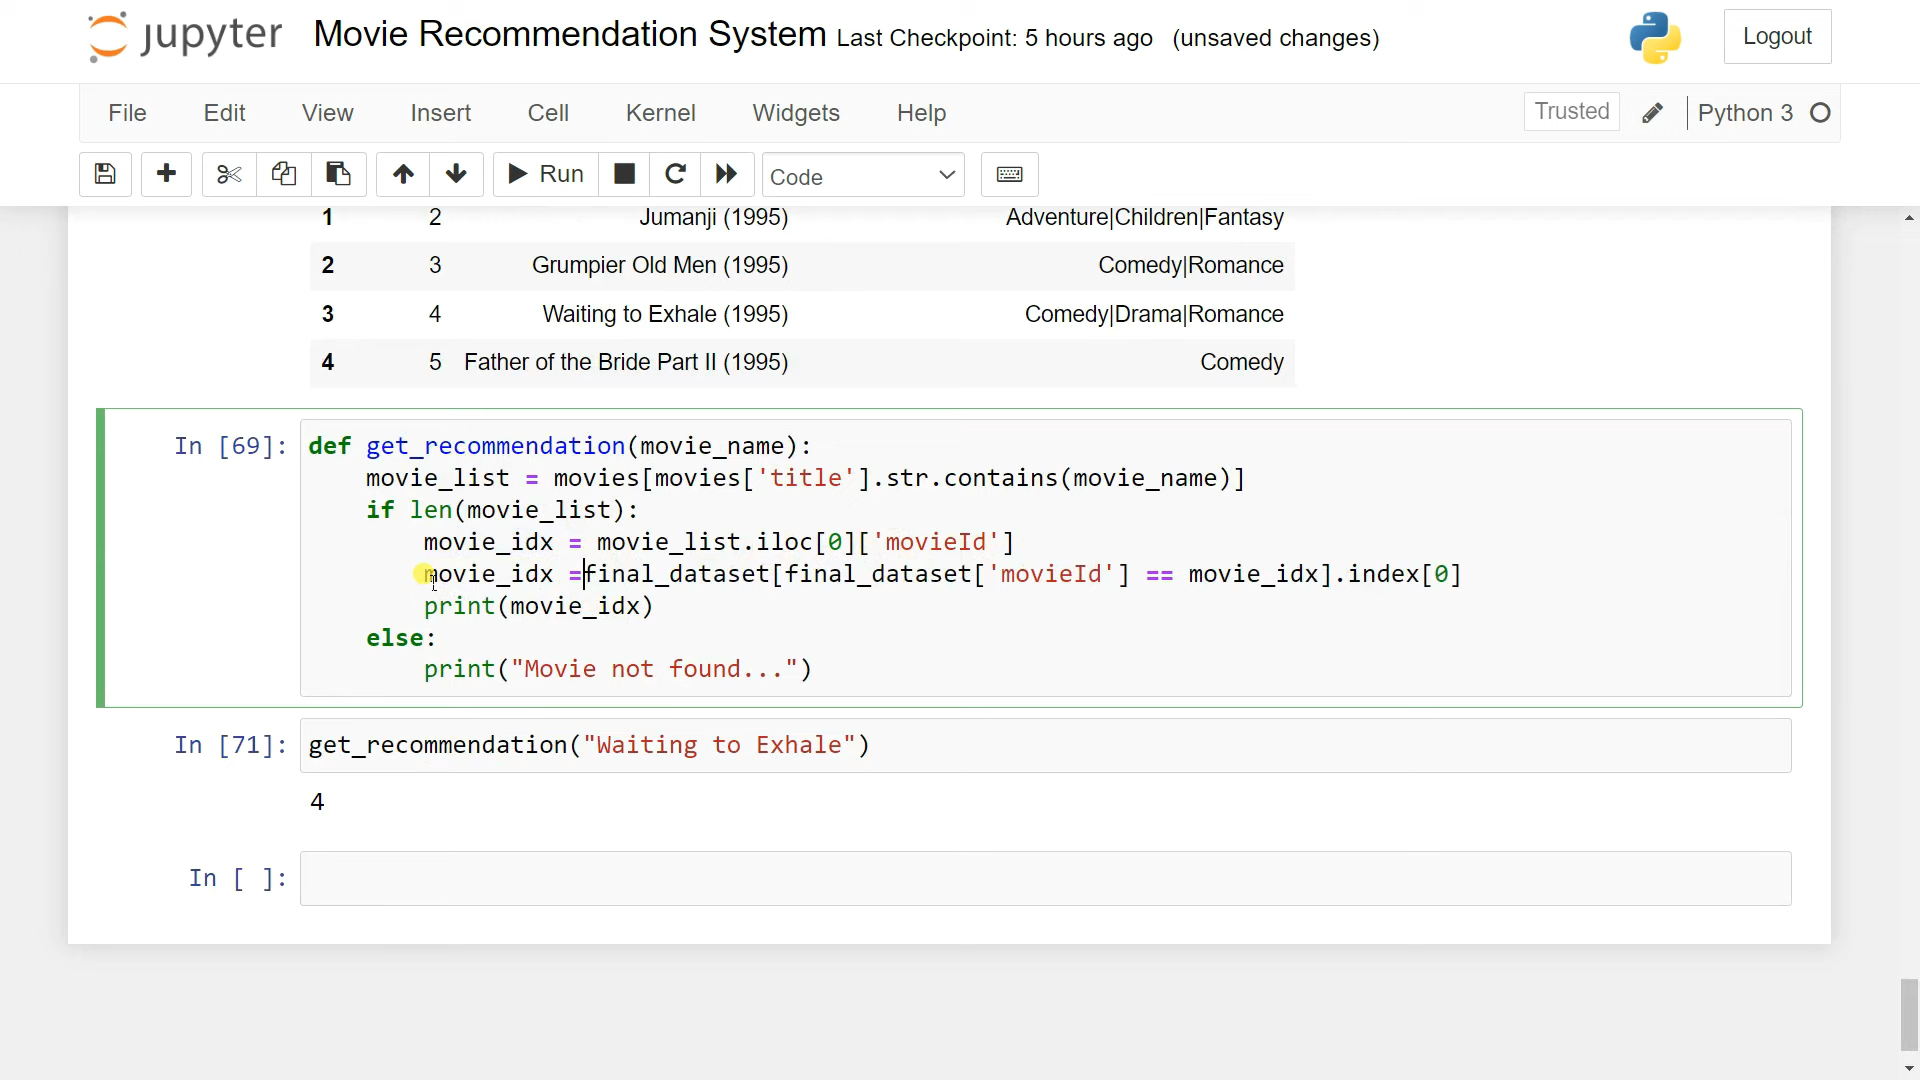 jupyter Movie Recommendation System Last Checkpoint: 5 hours ago (unsaved changes) Logout
File Edit View Insert Cell Kernel Widgets Help Trusted Python 3
Run Code
1 2 Jumanji (1995) Adventure|Children|Fantasy
2 3 Grumpier Old Men (1995) Comedy|Romance
3 4 Waiting to Exhale (1995) Comedy|Drama|Romance
4 5 Father of the Bride Part II (1995) Comedy
In [69]: def get_recommendation(movie_name):
movie_list = movies[movies['title'].str.contains(movie_name)]
if len(movie_list):
movie_idx = movie_list.iloc[0]['movieId']
movie_idx =final_dataset[final_dataset['movieId'] == movie_idx].index[0]
print(movie_idx)
else:
print("Movie not found...")
In [71]: get_recommendation("Waiting to Exhale")
4
In [ ]: